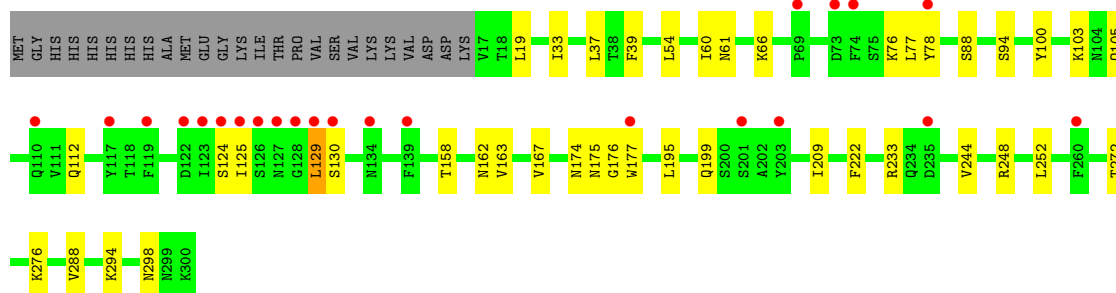 MET GLY HIS HIS HIS HIS HIS HIS ALA MET GLU GLY LYS ILE THR PRO VAL SER VAL LYS LYS VAL ASP ASP LYS V17 T18 L19 I33 L37 T38 F39 L54 I60 N61 K66 P69 D73 F74 S75 K76 L77 Y78 S88 S94 Y100 K103 N104
Q110 V111 Q112 Y117 T118 F119 D122 I123 S124 I125 S126 N127 G128 L129 S130 N134 F139 T158 N162 V163 V167 N174 N175 G176 W177 L195 Q199 S200 S201 A202 Y203 I209 F222 R233 Q234 D235 V244 R248 L252 F260
K276 V288 K294 N298 N299 K300